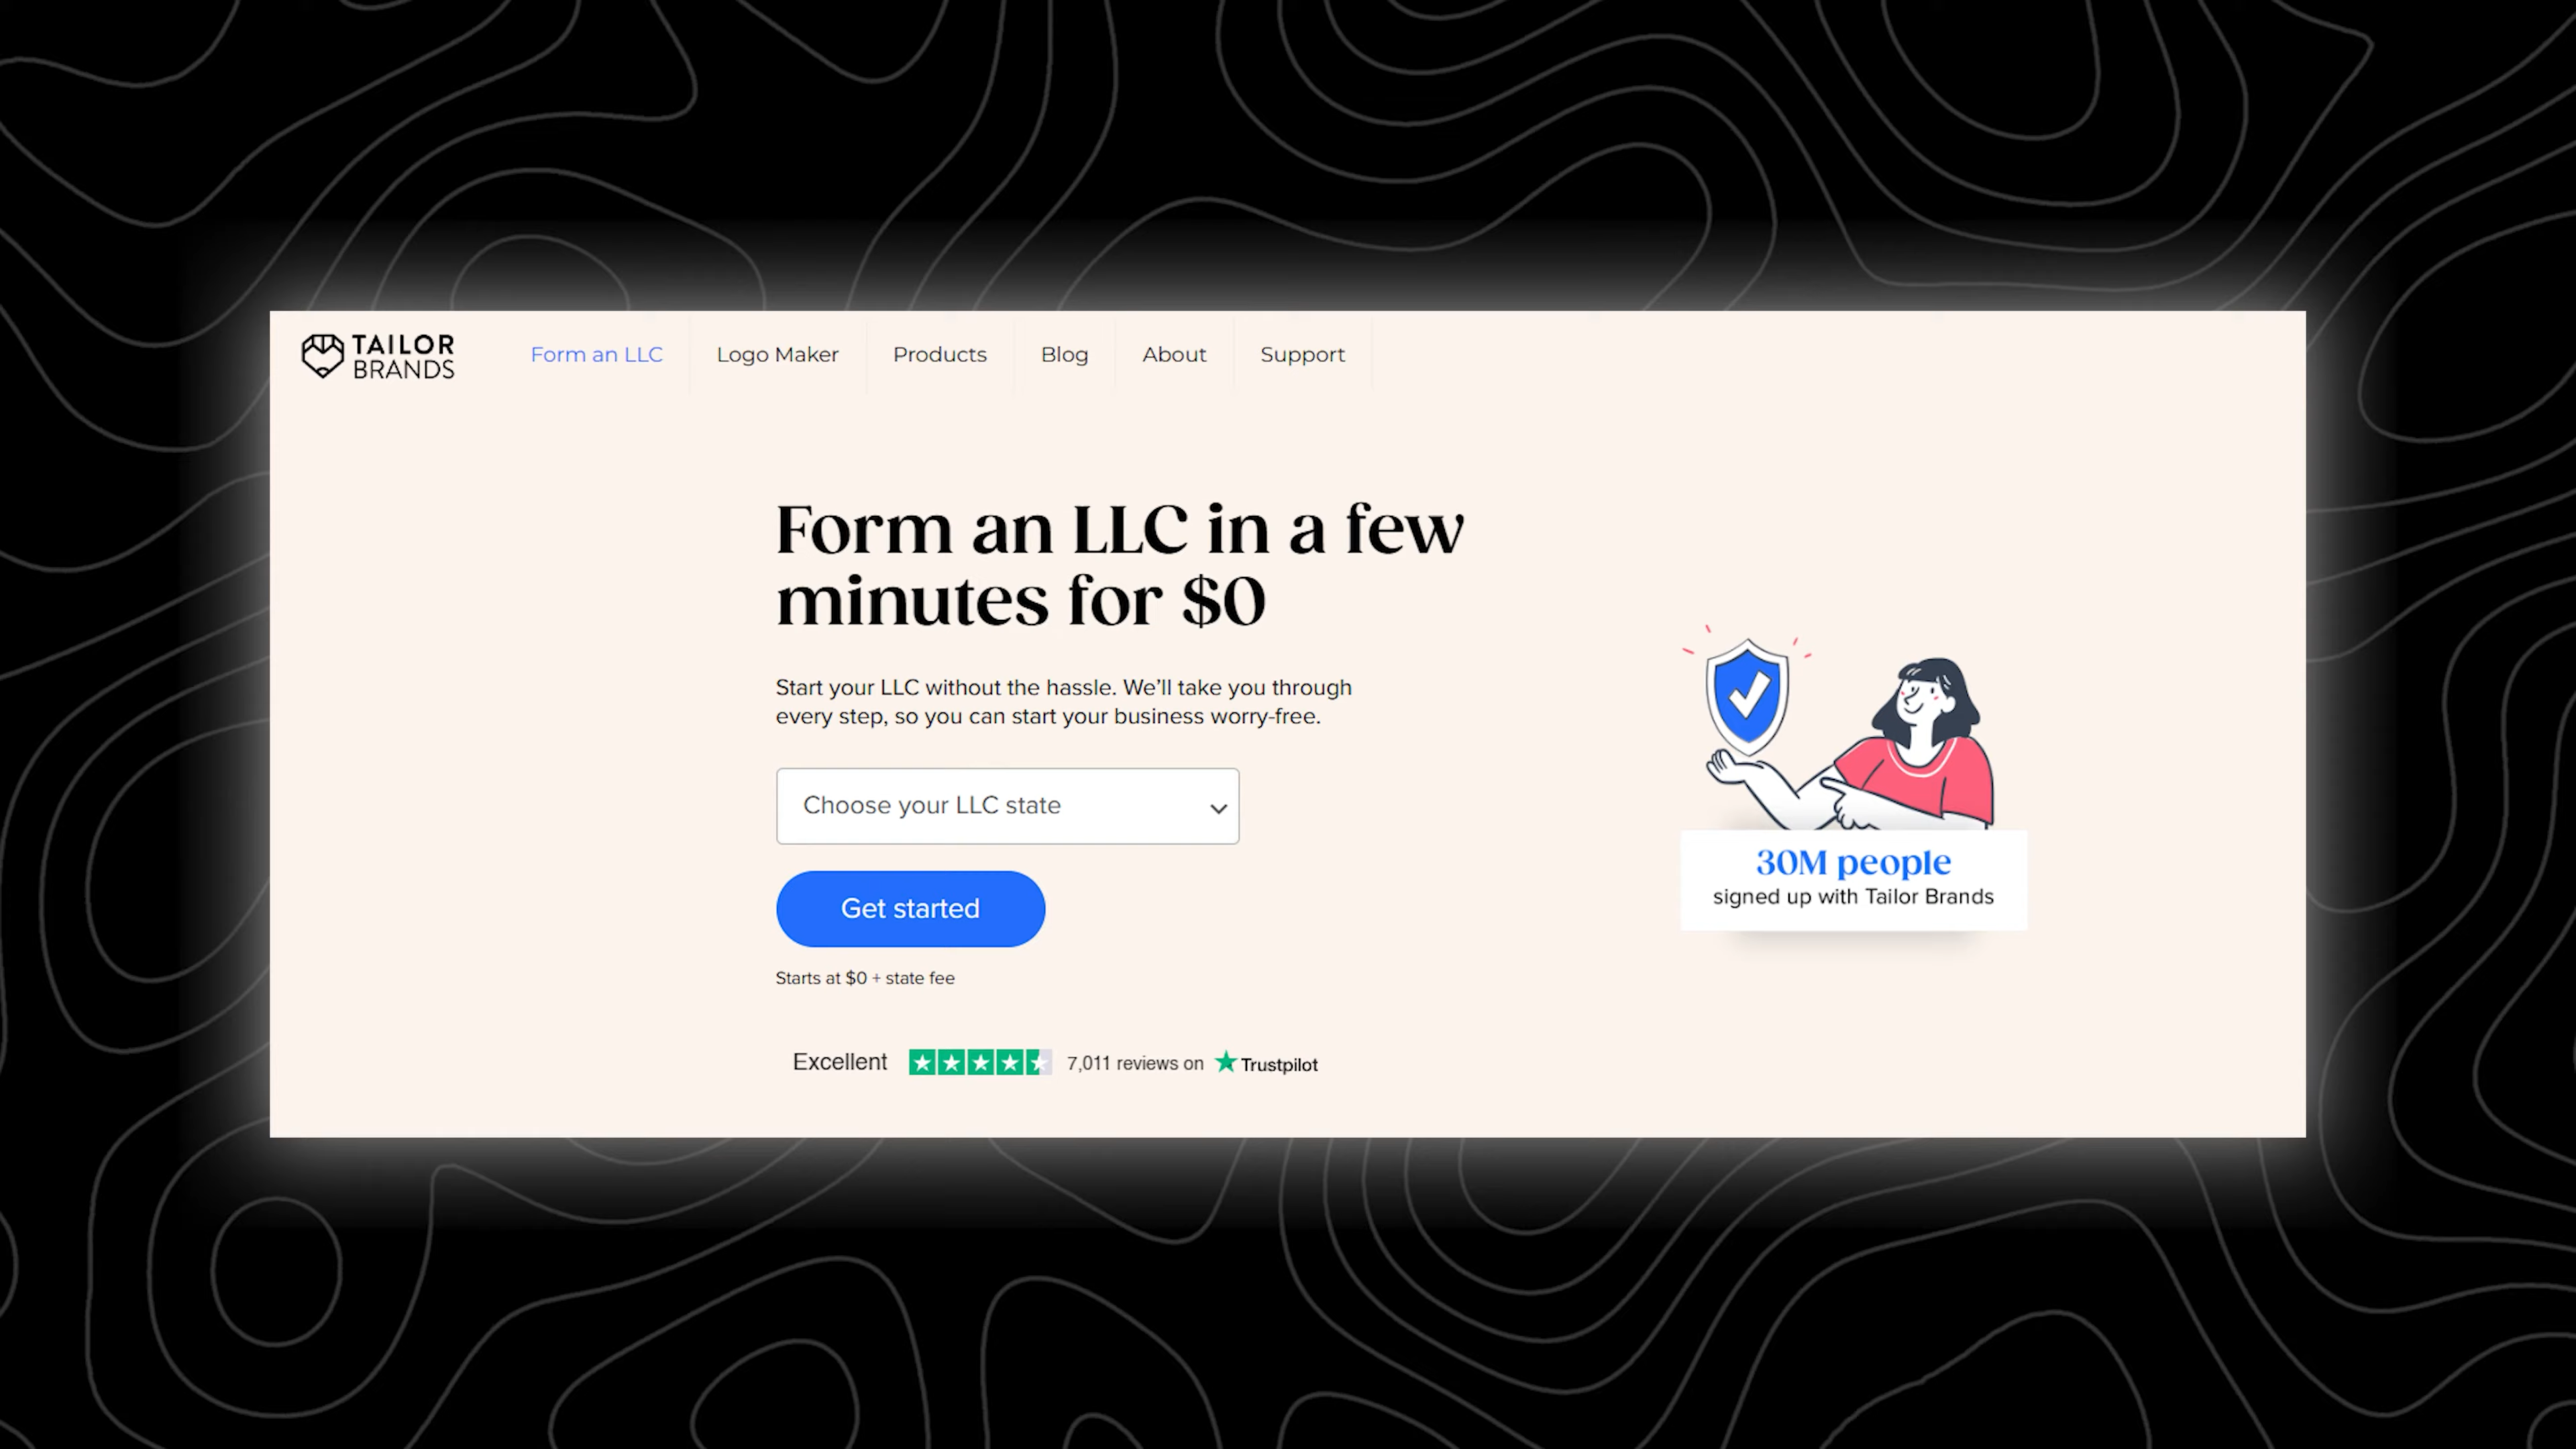 TAILOR
BRANDS
Form an LLC
Logo Maker
Products
Blog
About
Support
Form an LLC in a few
minutes for $0
Start your LLC without the hassle. We'll take you through
every step, so you can start your business worry-free.
Choose your LLC state
Get started
Starts at $0 + state fee
Excellent 7,011 reviews on Trustpilot
30M people
signed up with Tailor Brands